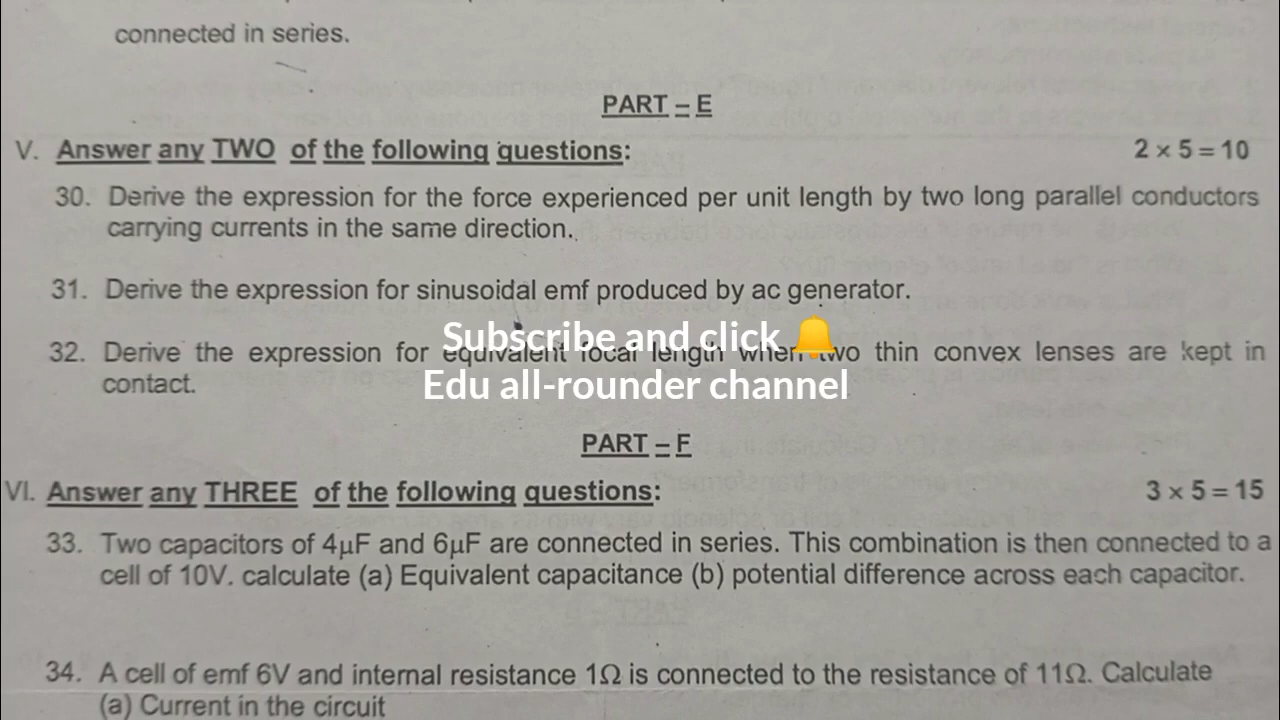 connected in series.
PART – E
V. Answer any TWO of the following questions: 2 × 5 = 10
30. Derive the expression for the force experienced per unit length by two long parallel conductors
carrying currents in the same direction.
31. Derive the expression for sinusoidal emf produced by ac generator.
Subscribe and click 🔔
32. Derive the expression for equivalent focal length when two thin convex lenses are kept in
Edu all-rounder channel
contact.
PART – F
VI. Answer any THREE of the following questions: 3 × 5 = 15
33. Two capacitors of 4μF and 6μF are connected in series. This combination is then connected to a
cell of 10V. calculate (a) Equivalent capacitance (b) potential difference across each capacitor.
34. A cell of emf 6V and internal resistance 1Ω is connected to the resistance of 11Ω. Calculate
(a) Current in the circuit